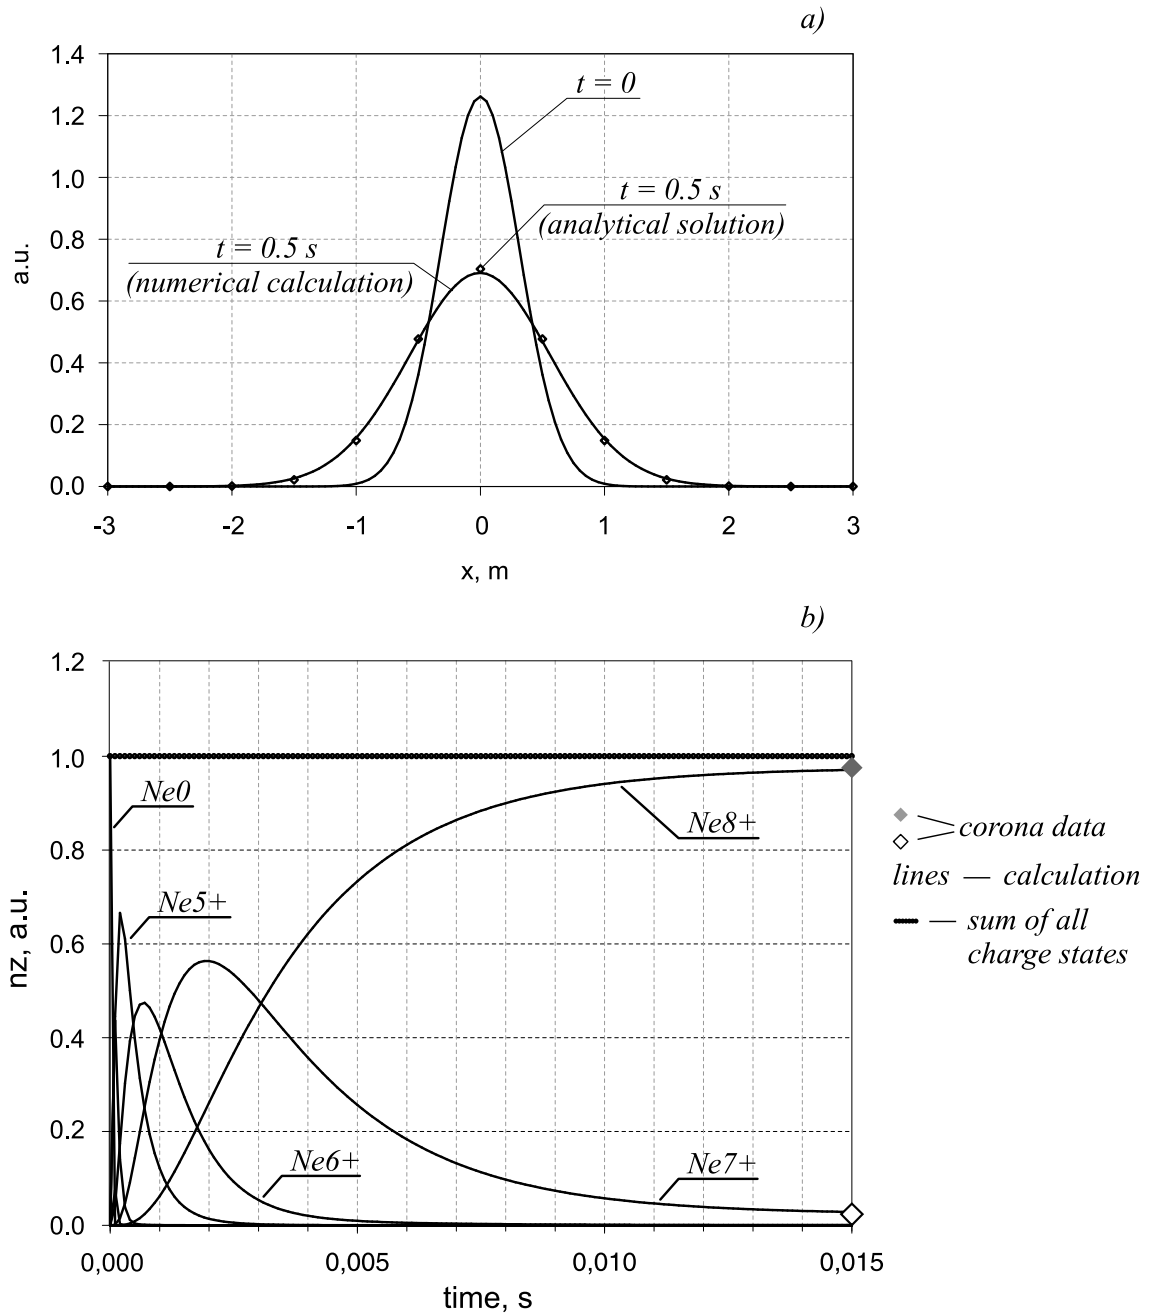 a)
1.4
t = 0
1.2
1.0
t = 0.5 s
(analytical solution)
0.8
t = 0.5 s
(numerical calculation)
a.u.
0.6
0.4
0.2
0.0
-3 -2 -1 0 1 2 3
x, m
b)
1.2
1.0
Ne0
Ne8+
corona data
0.8
lines — calculation
Ne5+
— sum of all
charge states
0.6
nz, a.u.
0.4
0.2
Ne6+
Ne7+
0.0
0,000 0,005 0,010 0,015
time, s